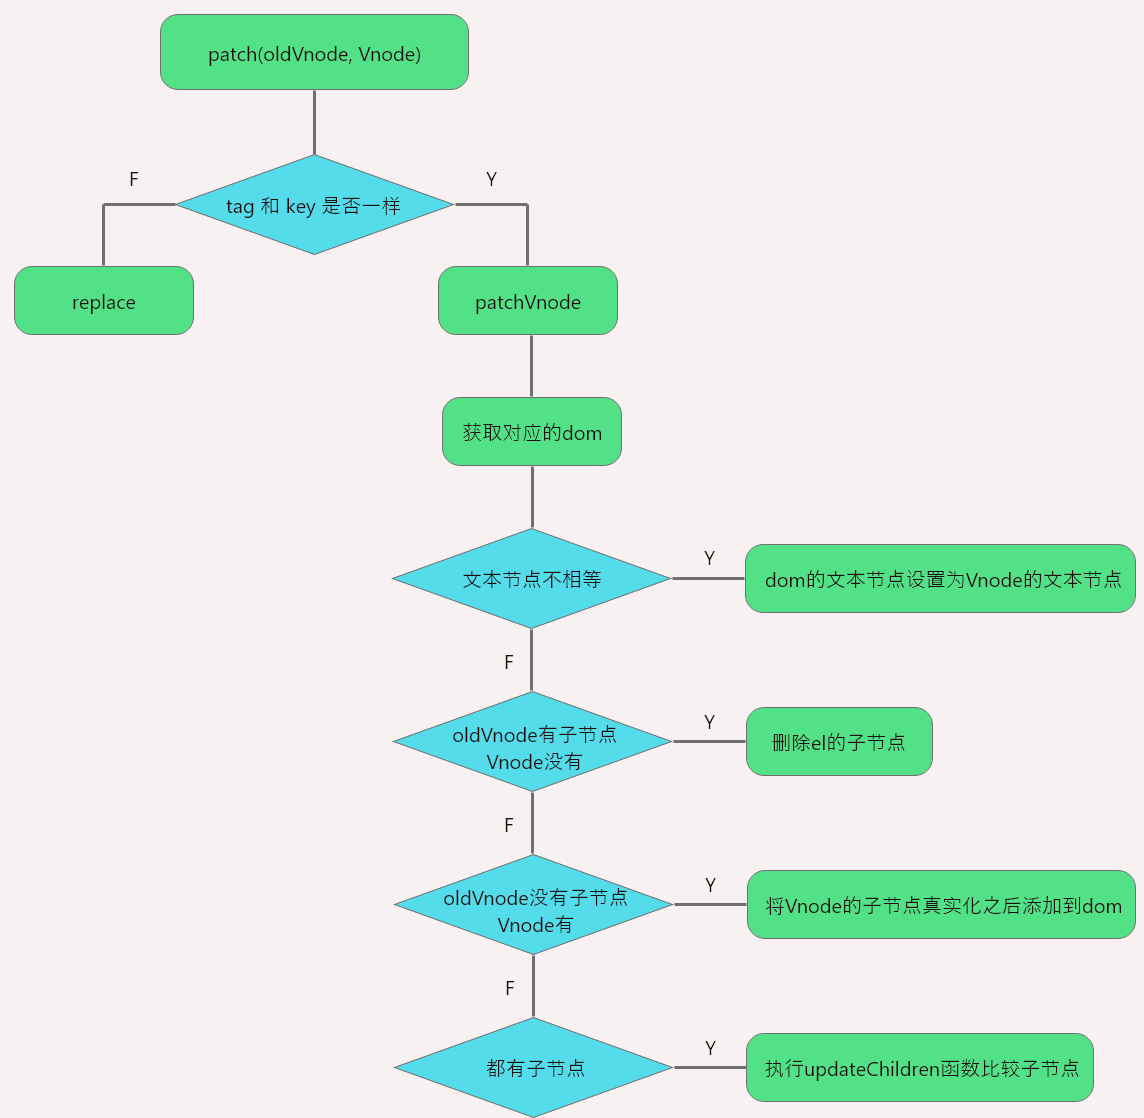 patch(oldVnode, Vnode)
F
Y
tag 和 key 是否一样
replace
patchVnode
获取对应的dom
文本节点不相等
Y
dom的文本节点设置为Vnode的文本节点
F
oldVnode有子节点
Vnode没有
Y
删除el的子节点
F
oldVnode没有子节点
Vnode有
Y
将Vnode的子节点真实化之后添加到dom
F
都有子节点
Y
执行updateChildren函数比较子节点